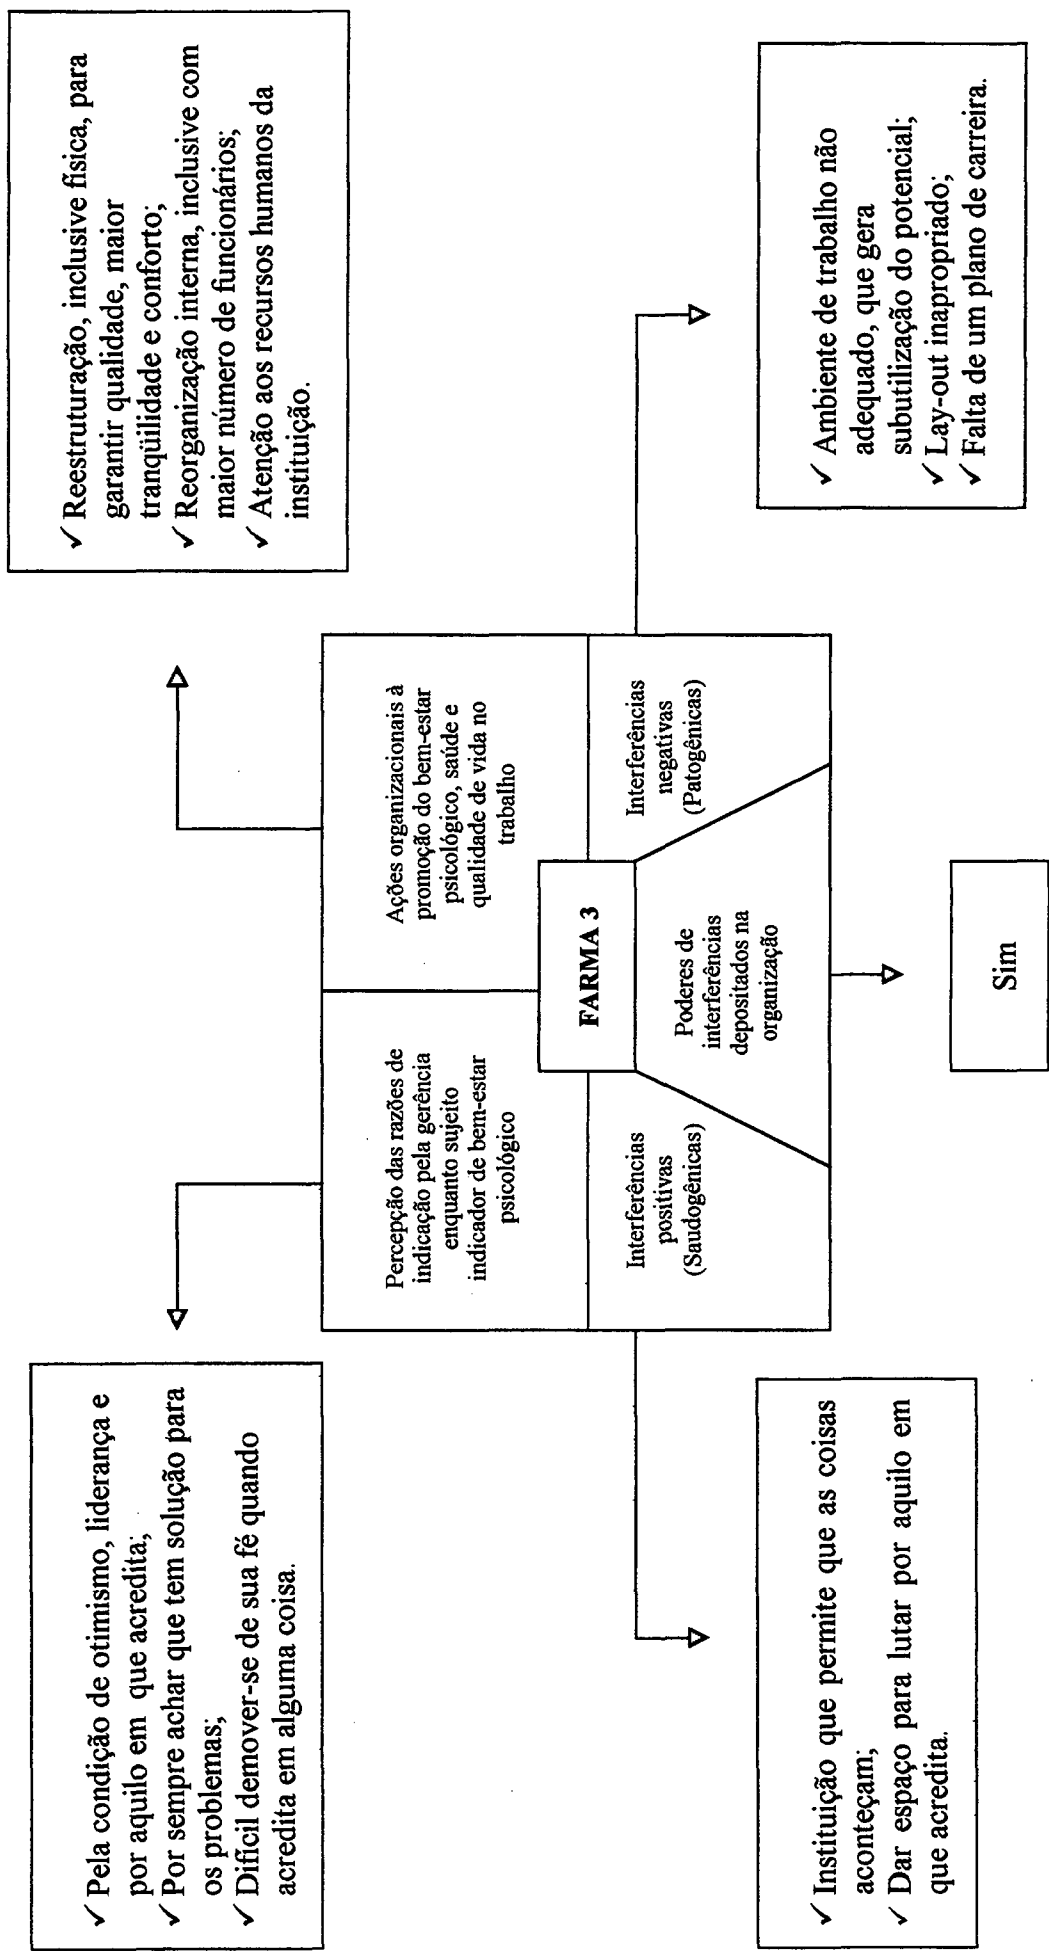 ✓ Pela condição de otimismo, liderança e
por aquilo em que acredita;
✓ Por sempre achar que tem solução para
os problemas;
✓ Difícil demover-se de sua fé quando
acredita em alguma coisa.
✓ Reestruturação, inclusive física, para
garantir qualidade, maior
tranqüilidade e conforto;
✓ Reorganização interna, inclusive com
maior número de funcionários;
✓ Atenção aos recursos humanos da
instituição.
Percepção das razões de
indicação pela gerência
enquanto sujeito
indicador de bem-estar
psicológico
Ações organizacionais à
promoção do bem-estar
psicológico, saúde e
qualidade de vida no
trabalho
FARMA 3
Interferências
positivas
(Saudogênicas)
Poderes de
interferências
depositados na
organização
Interferências
negativas
(Patogênicas)
✓ Instituição que permite que as coisas
aconteçam;
✓ Dar espaço para lutar por aquilo em
que acredita.
Sim
✓ Ambiente de trabalho não
adequado, que gera
subutilização do potencial;
✓ Lay-out inapropriado;
✓ Falta de um plano de carreira.